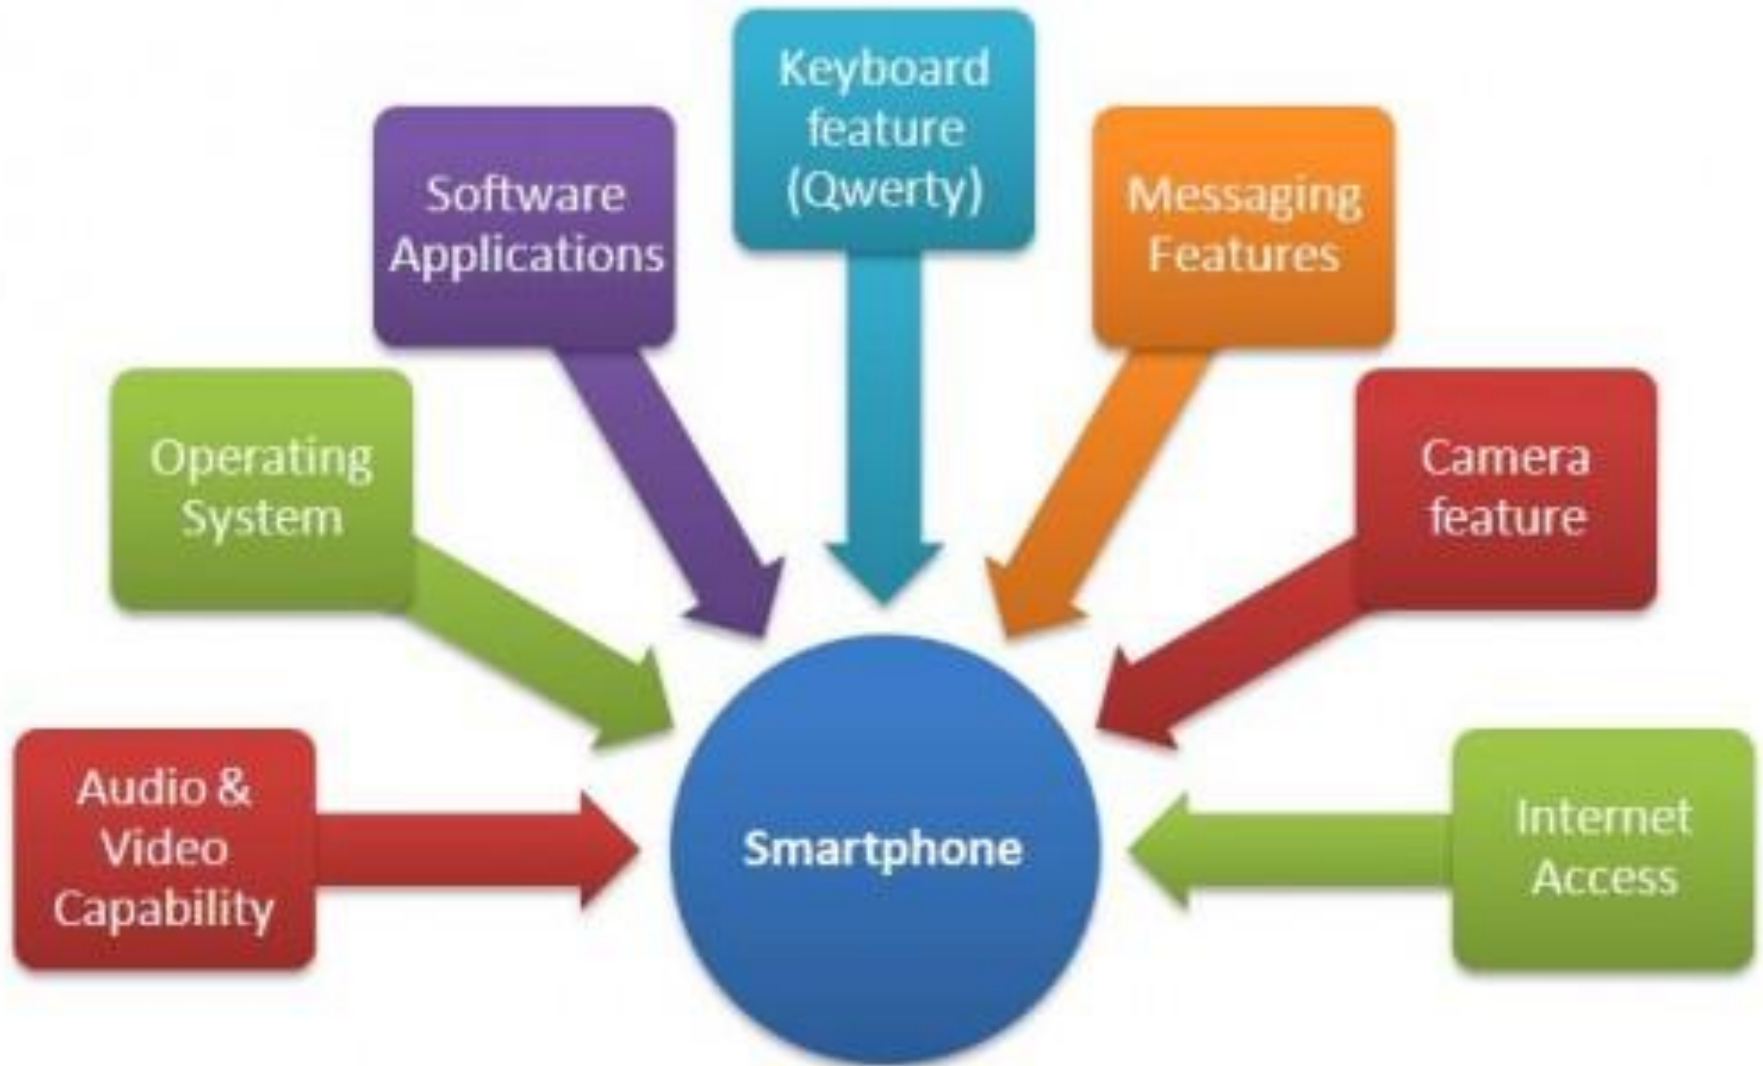 Keyboard
feature
(Qwerty)
Software
Applications
Messaging
Features
Operating
System
Camera
feature
Audio &
Video
Capability
Smartphone
Internet
Access